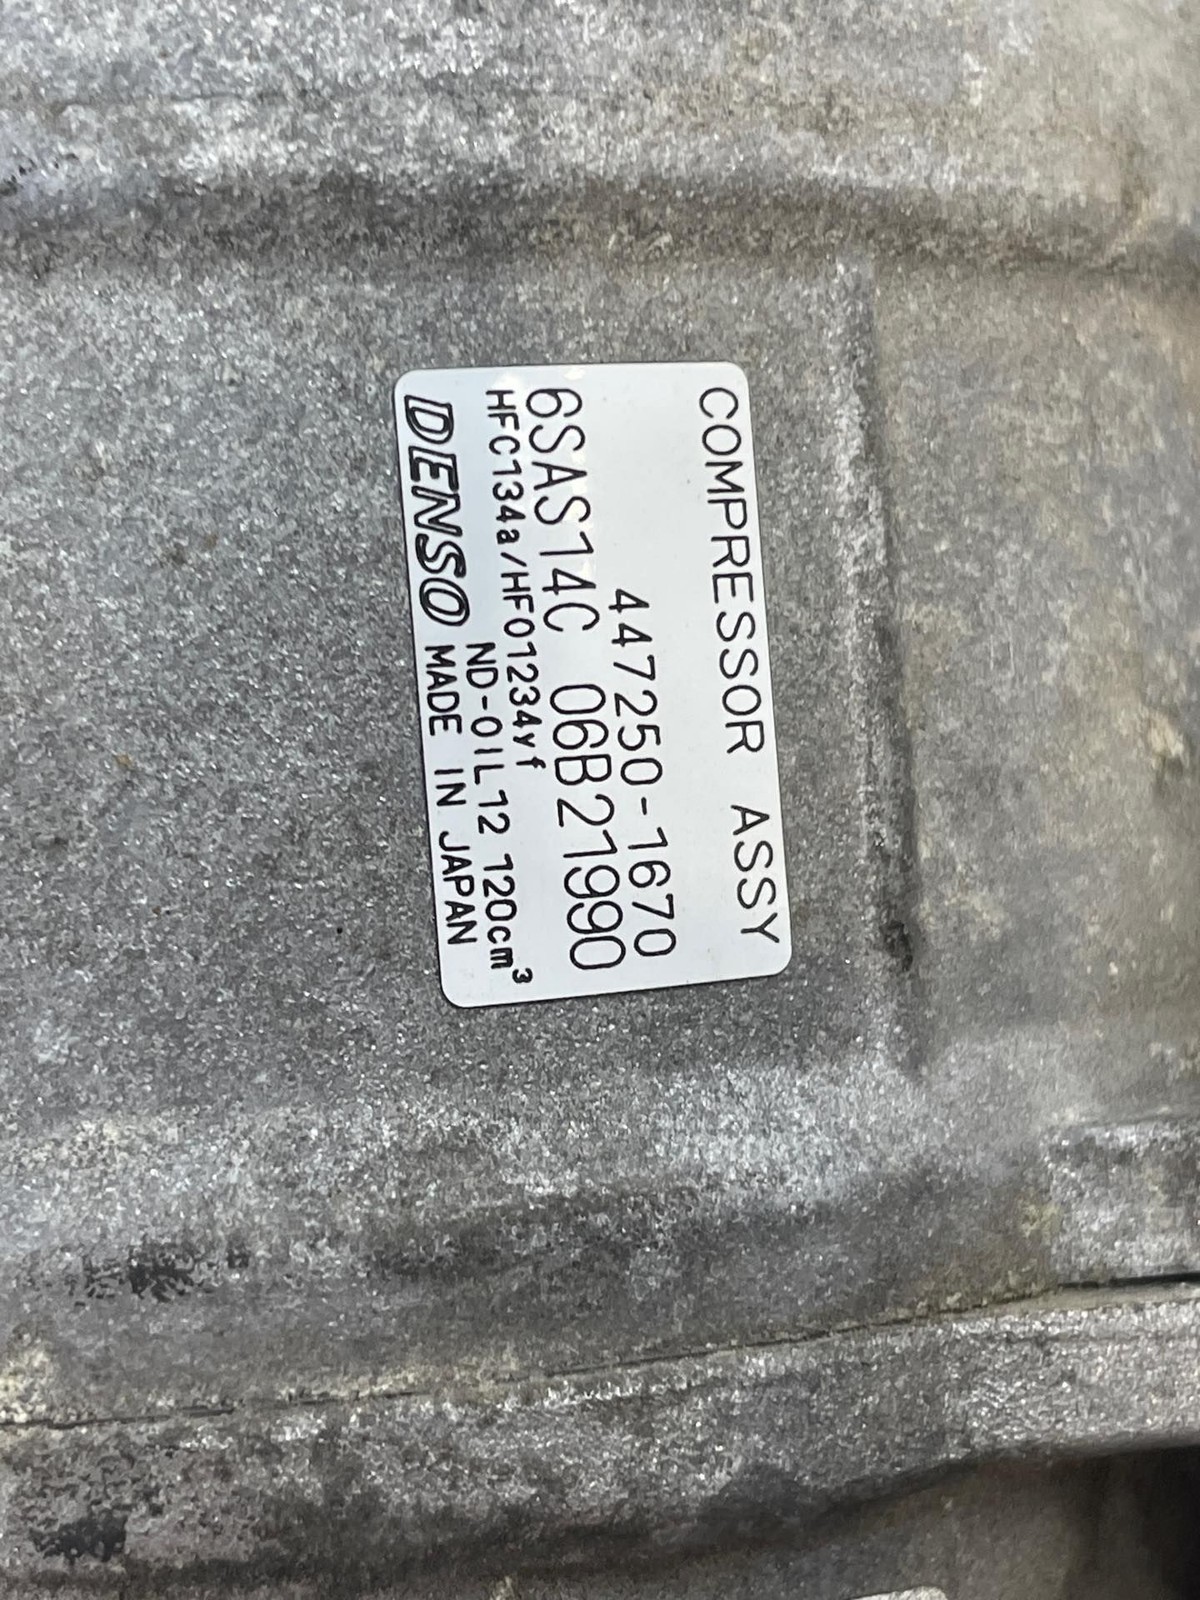 COMPRESSOR ASSY
447250-1670
6SAS14C 06B21990
HFC134a/HFO1234yf
ND-OIL12 120cm³
DENSO MADE IN JAPAN